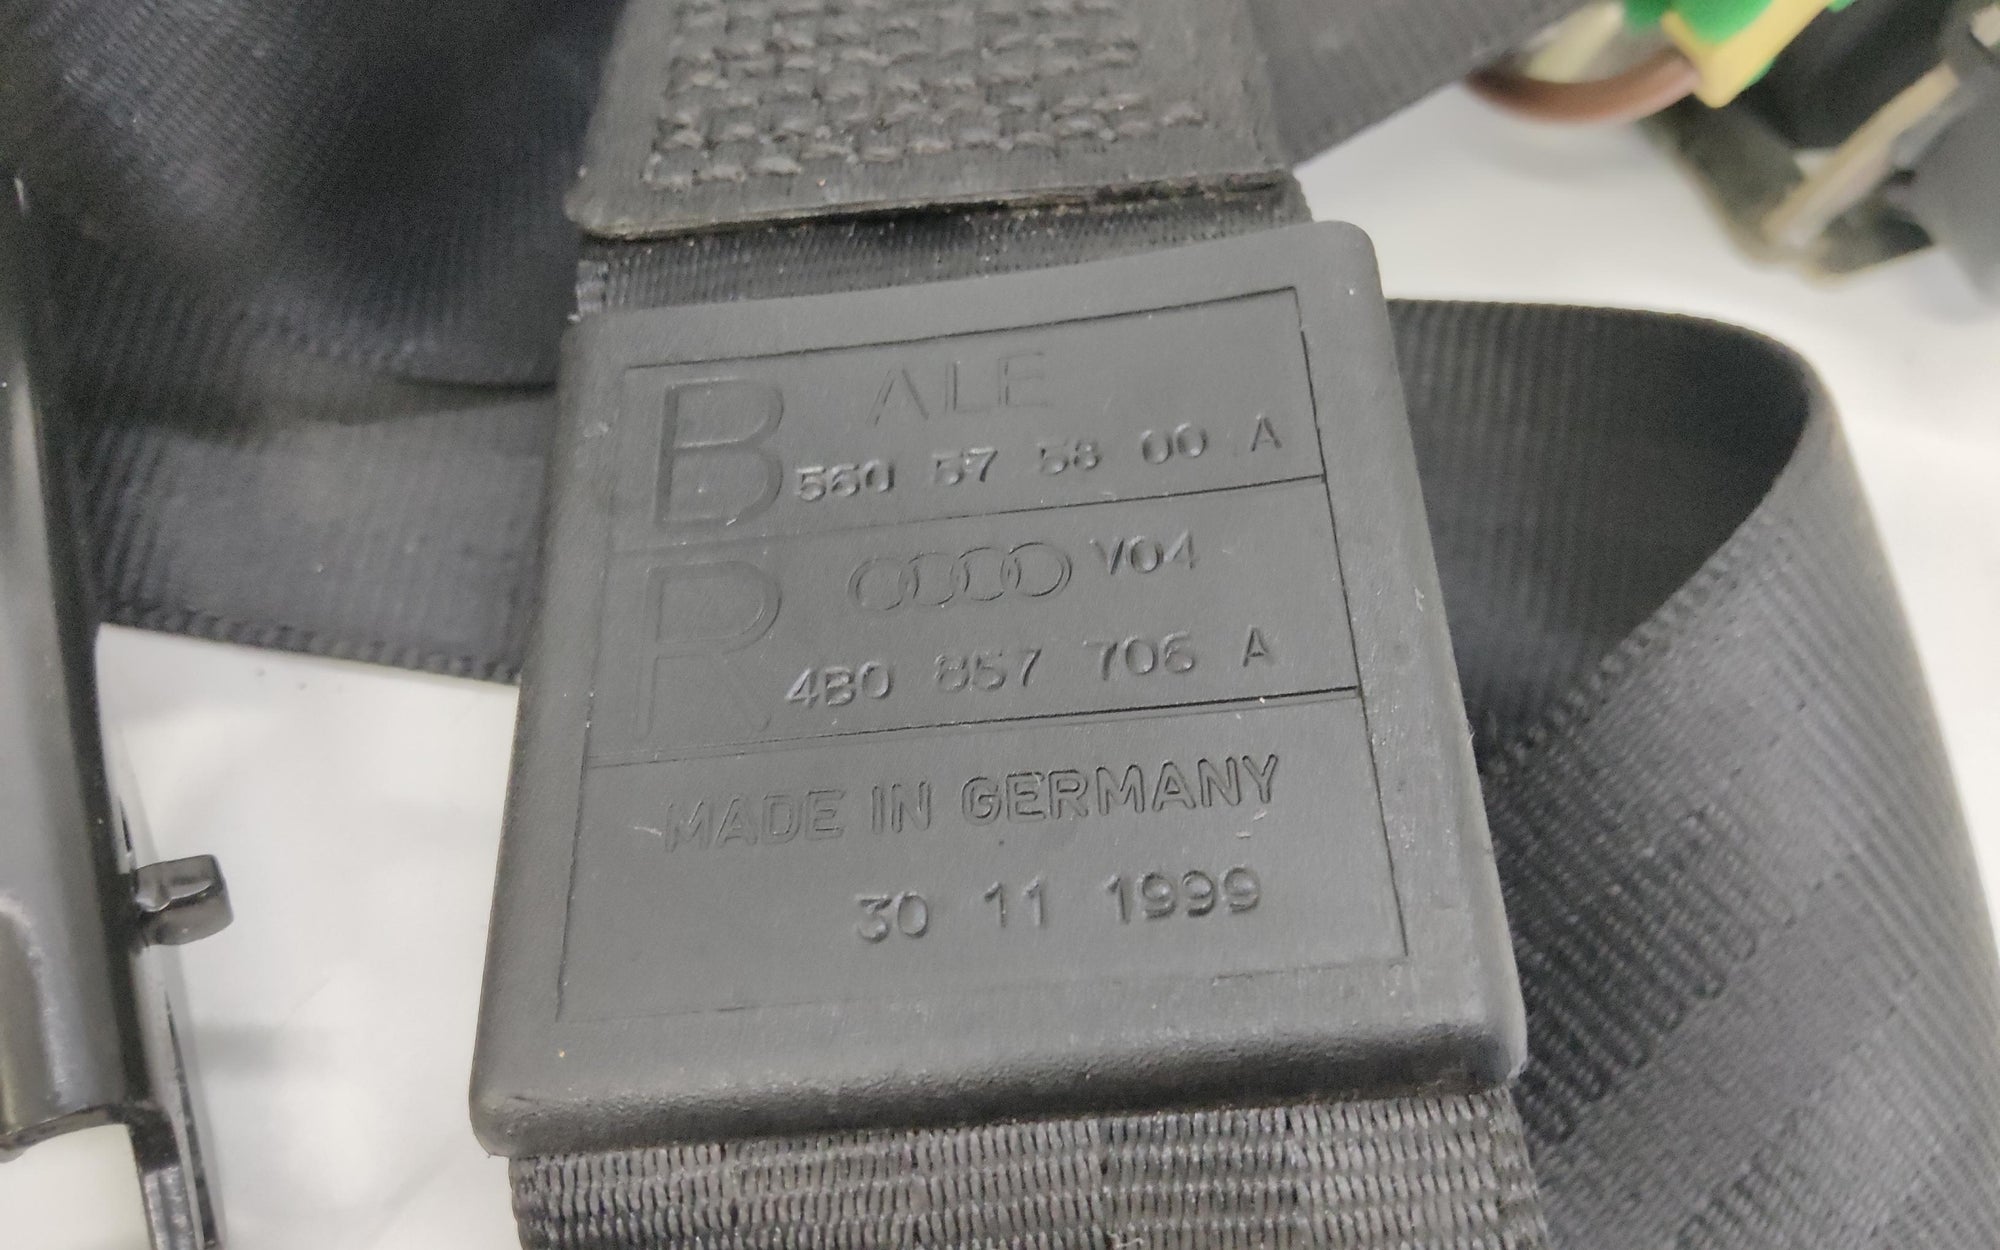 B ALE
560 57 58 00 A
R V04
4B0 857 706 A
MADE IN GERMANY
30 11 1999